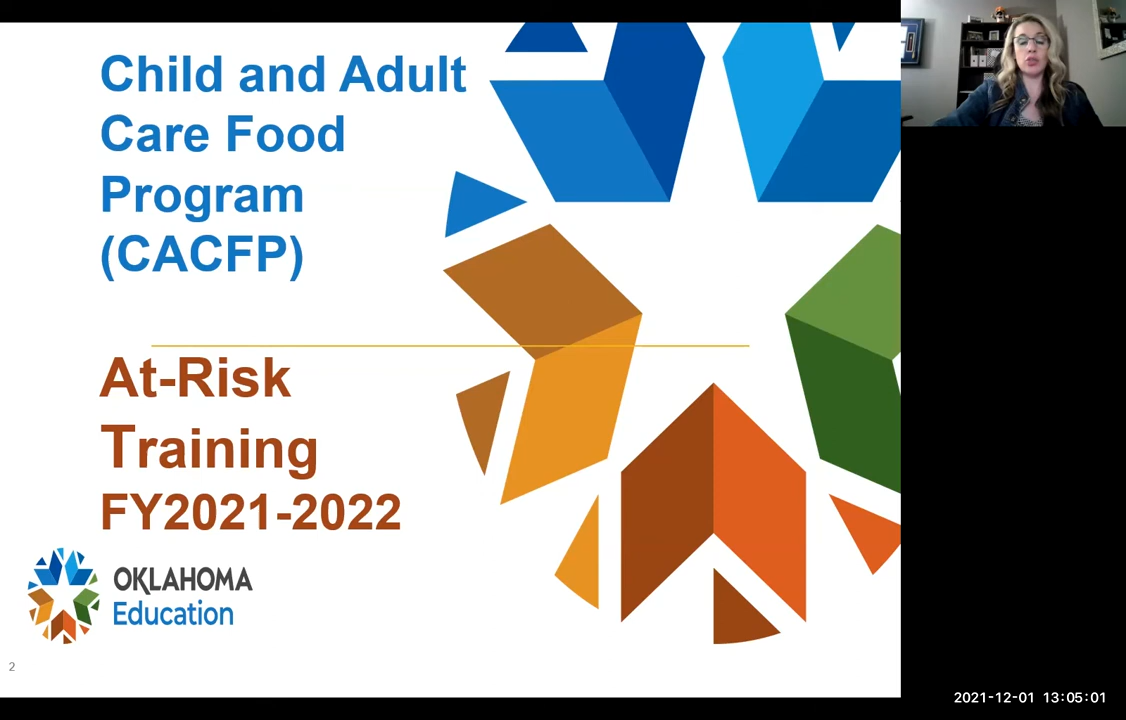 Child and Adult
Care Food
Program
(CACFP)
At-Risk
Training
FY2021-2022
OKLAHOMA
Education
2
2021-12-01 13:05:01